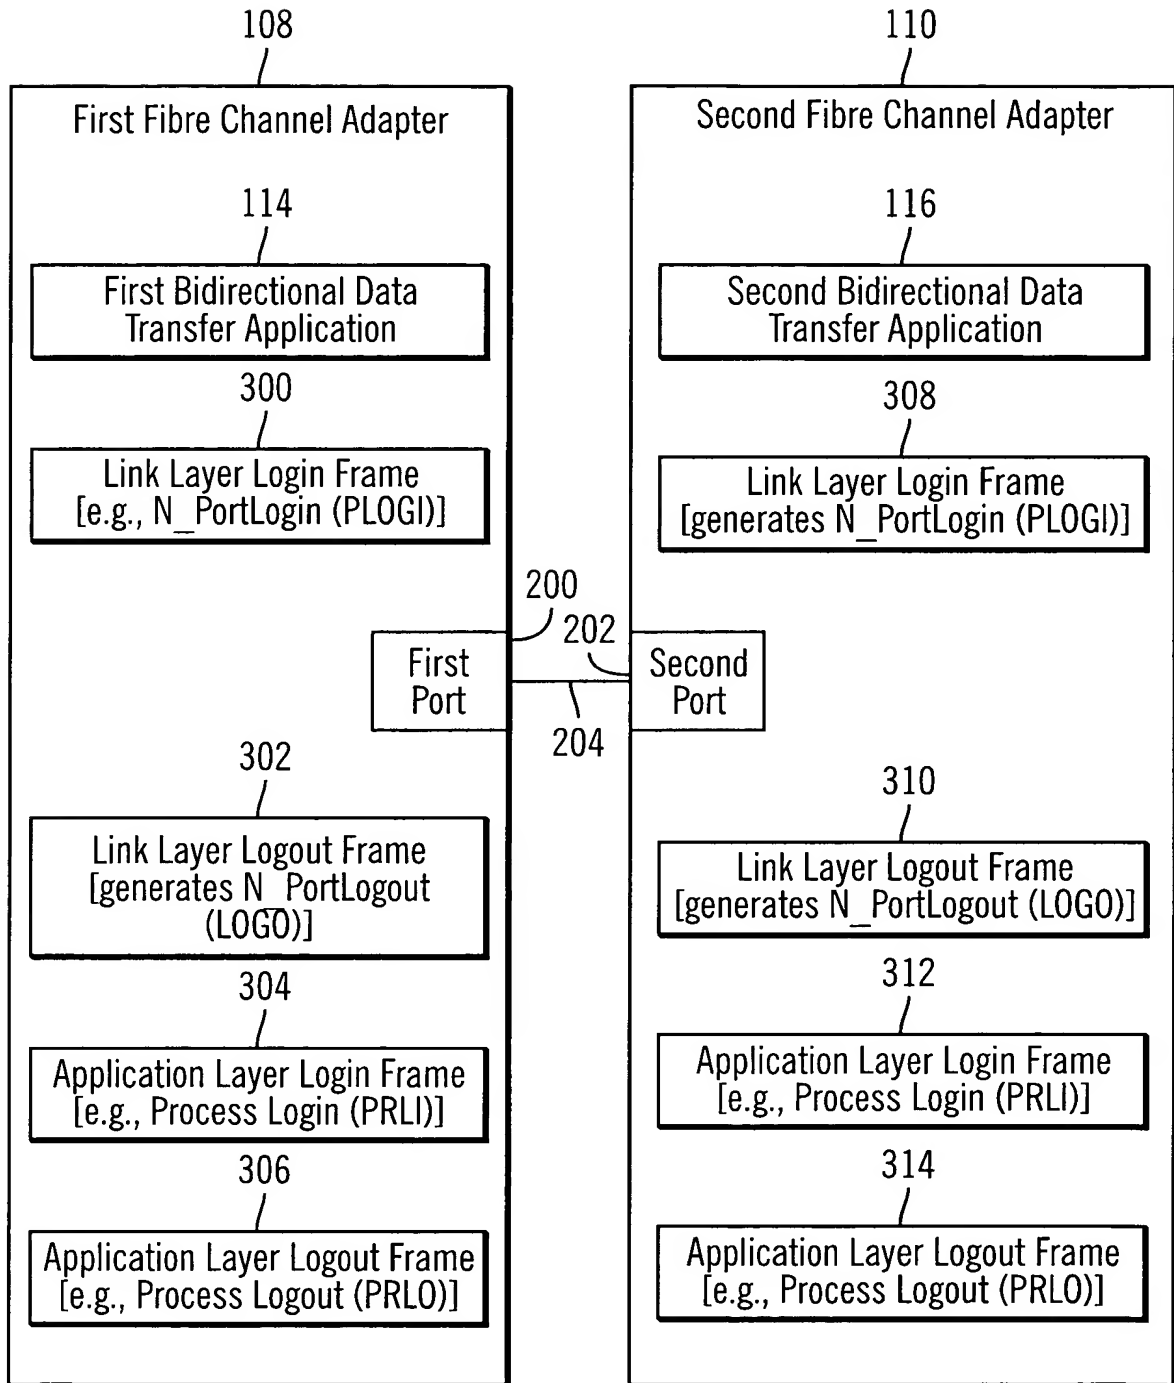 108
First Fibre Channel Adapter
114
First Bidirectional Data
Transfer Application
300
Link Layer Login Frame
[e.g., N_PortLogin (PLOGI)]
200
First
Port
204
302
Link Layer Logout Frame
[generates N_PortLogout
(LOGO)]
304
Application Layer Login Frame
[e.g., Process Login (PRLI)]
306
Application Layer Logout Frame
[e.g., Process Logout (PRLO)]
110
Second Fibre Channel Adapter
116
Second Bidirectional Data
Transfer Application
308
Link Layer Login Frame
[generates N_PortLogin (PLOGI)]
202
Second
Port
310
Link Layer Logout Frame
[generates N_PortLogout (LOGO)]
312
Application Layer Login Frame
[e.g., Process Login (PRLI)]
314
Application Layer Logout Frame
[e.g., Process Logout (PRLO)]